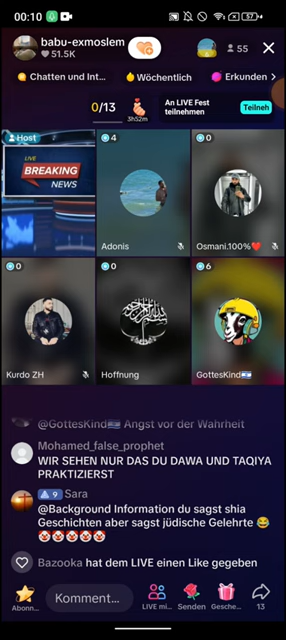 00:10
57
babu-exmoslem
51.5K
55
Chatten und Int...
Wöchentlich
Erkunden
0/13
3h52m
An LIVE Fest
teilnehmen
Teilneh
Host
LIVE
BREAKING
NEWS
4
Adonis
0
Osmani.100%❤️
0
Kurdo ZH
0
Hoffnung
6
GottesKind🇮🇱
@GottesKind🇮🇱 Angst vor der Wahrheit
Mohamed_false_prophet
WIR SEHEN NUR DAS DU DAWA UND TAQIYA
PRAKTIZIERST
9 Sara
@Background Information du sagst shia
Geschichten aber sagst jüdische Gelehrte 😂
🤡🤡🤡🤡🤡
Bazooka hat dem LIVE einen Like gegeben
Abonn...
Kommentar...
LIVE mi...
Senden
Gesche...
13